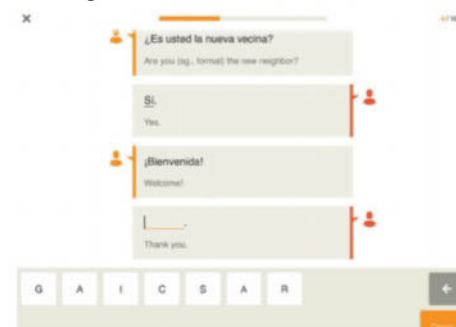 ×
¿Es usted la nueva vecina?
Are you (sg., formal) the new neighbor?
Sí.
Yes.
¡Bienvenida!
Welcome!
.
Thank you.
G A I C S A R
←